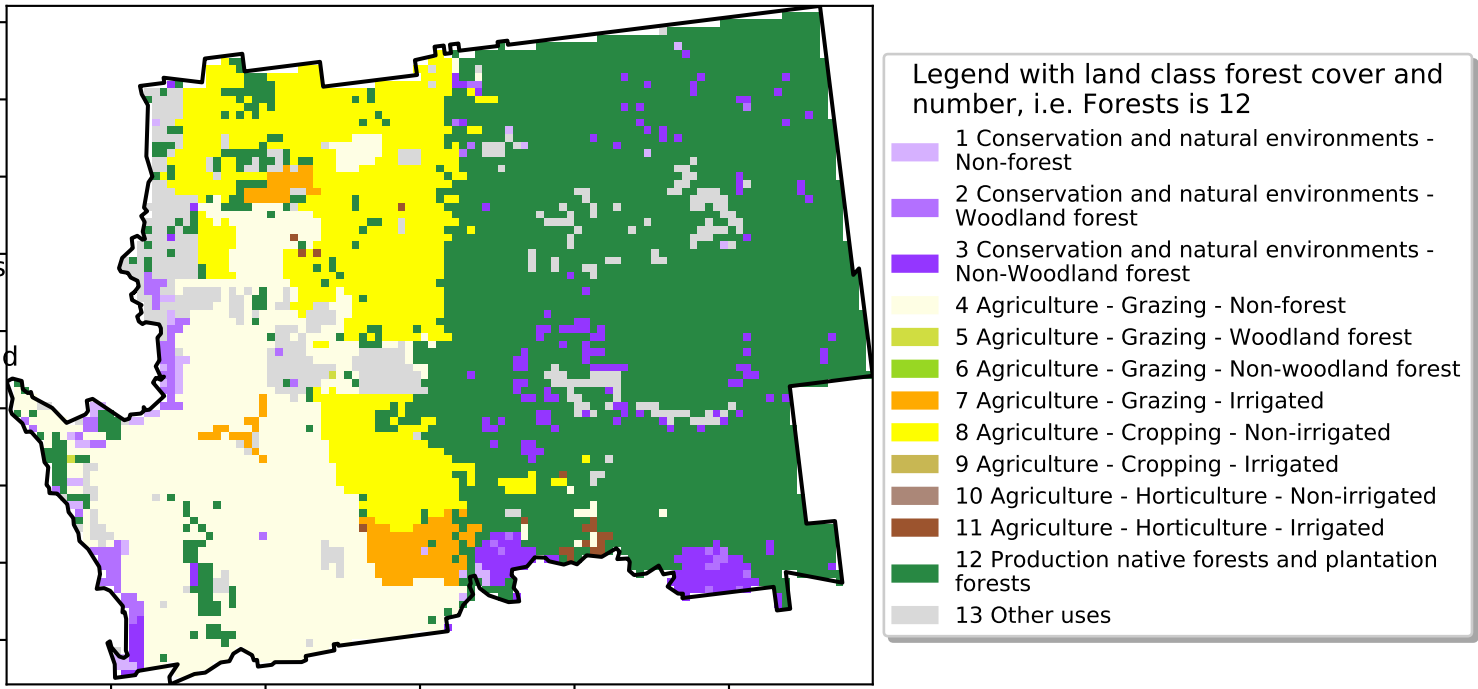 Legend with land class forest cover and
number, i.e. Forests is 12
1 Conservation and natural environments -
Non-forest
2 Conservation and natural environments -
Woodland forest
3 Conservation and natural environments -
Non-Woodland forest
4 Agriculture - Grazing - Non-forest
5 Agriculture - Grazing - Woodland forest
6 Agriculture - Grazing - Non-woodland forest
7 Agriculture - Grazing - Irrigated
8 Agriculture - Cropping - Non-irrigated
9 Agriculture - Cropping - Irrigated
10 Agriculture - Horticulture - Non-irrigated
11 Agriculture - Horticulture - Irrigated
12 Production native forests and plantation
forests
13 Other uses
s
d